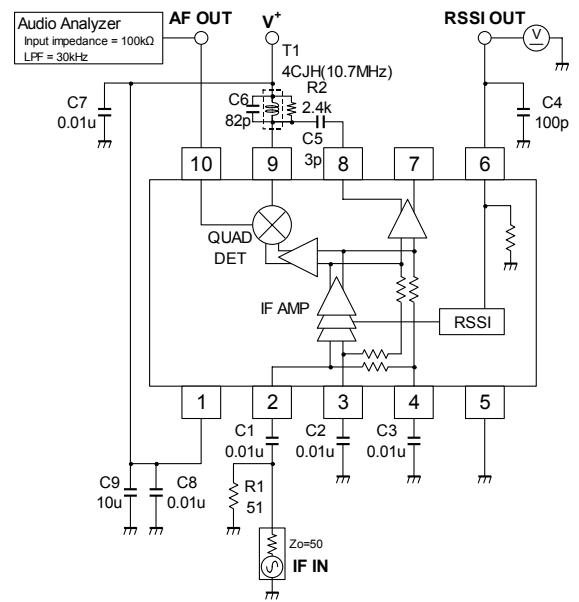 Audio Analyzer
Input impedance = 100kΩ
LPF = 30kHz
AF OUT
V+
RSSI OUT
V
T1
4CJH(10.7MHz)
C7
0.01u
C6
82p
R2
2.4k
C5
3p
C4
100p
10
9
8
7
6
QUAD
DET
IF AMP
RSSI
1
2
3
4
5
C1
0.01u
C2
0.01u
C3
0.01u
C9
10u
C8
0.01u
R1
51
Zo=50
IF IN